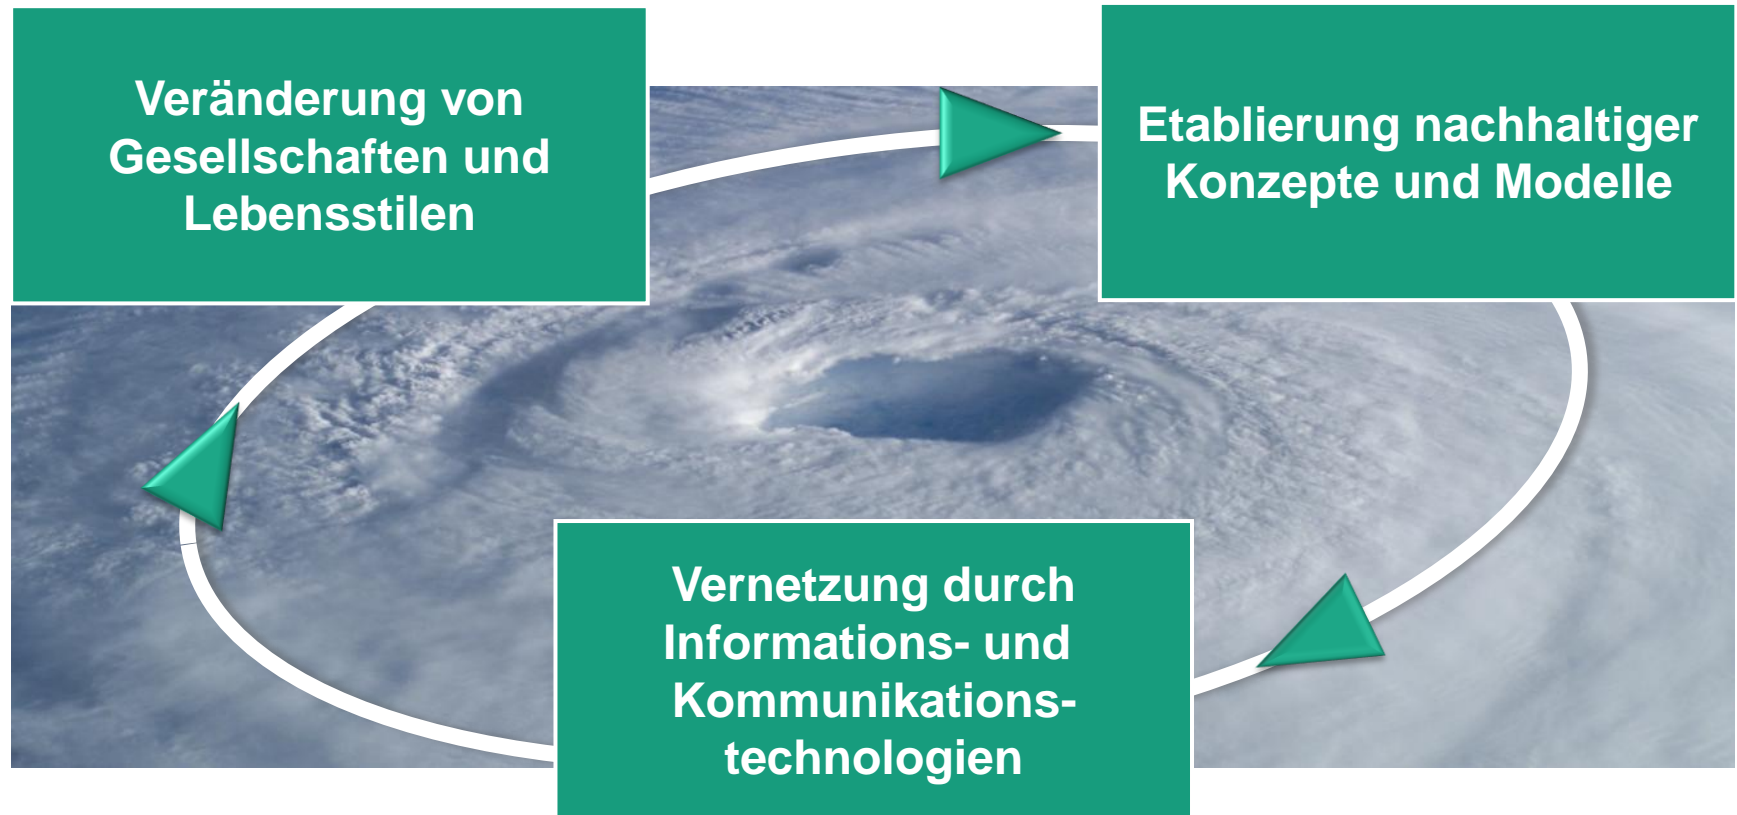 Veränderung von
Gesellschaften und
Lebensstilen
Etablierung nachhaltiger
Konzepte und Modelle
Vernetzung durch
Informations- und
Kommunikations-
technologien